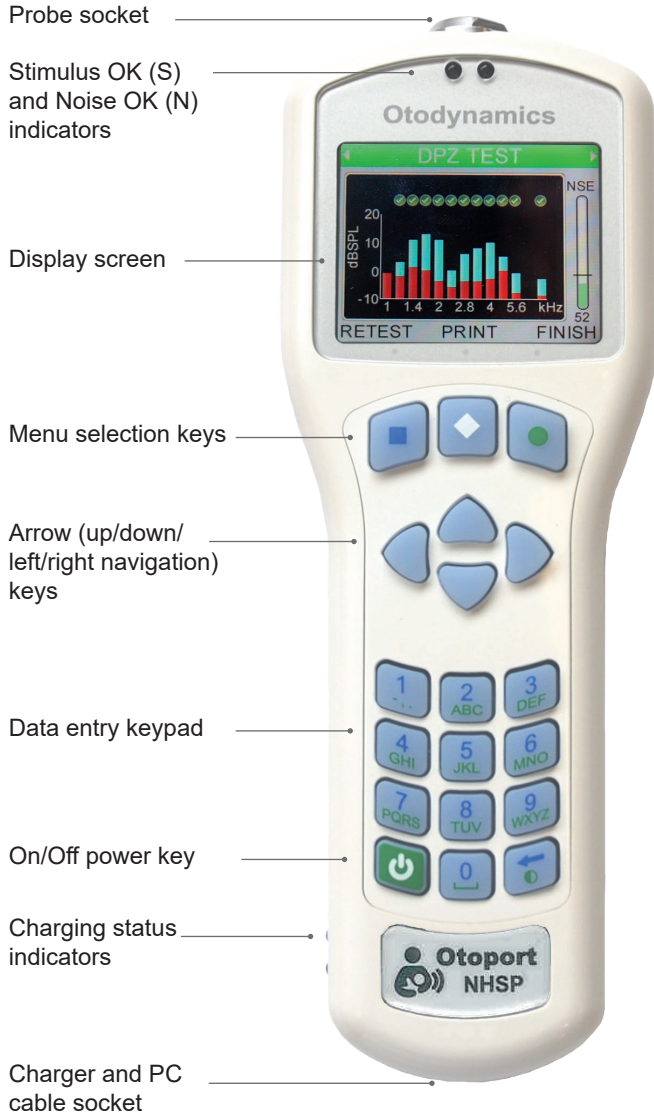 Probe socket
Stimulus OK (S)
and Noise OK (N)
indicators
Otodynamics
DPZ TEST
NSE
20
10
0
-10
dBSPL
1 1.4 2 2.8 4 5.6 kHz
52
RETEST PRINT FINISH
Display screen
Menu selection keys
Arrow (up/down/
left/right navigation)
keys
1 2 3
-,. ABC DEF
4 5 6
GHI JKL MNO
Data entry keypad
7 8 9
PQRS TUV WXYZ
On/Off power key
0
Charging status
indicators
Otoport
NHSP
Charger and PC
cable socket